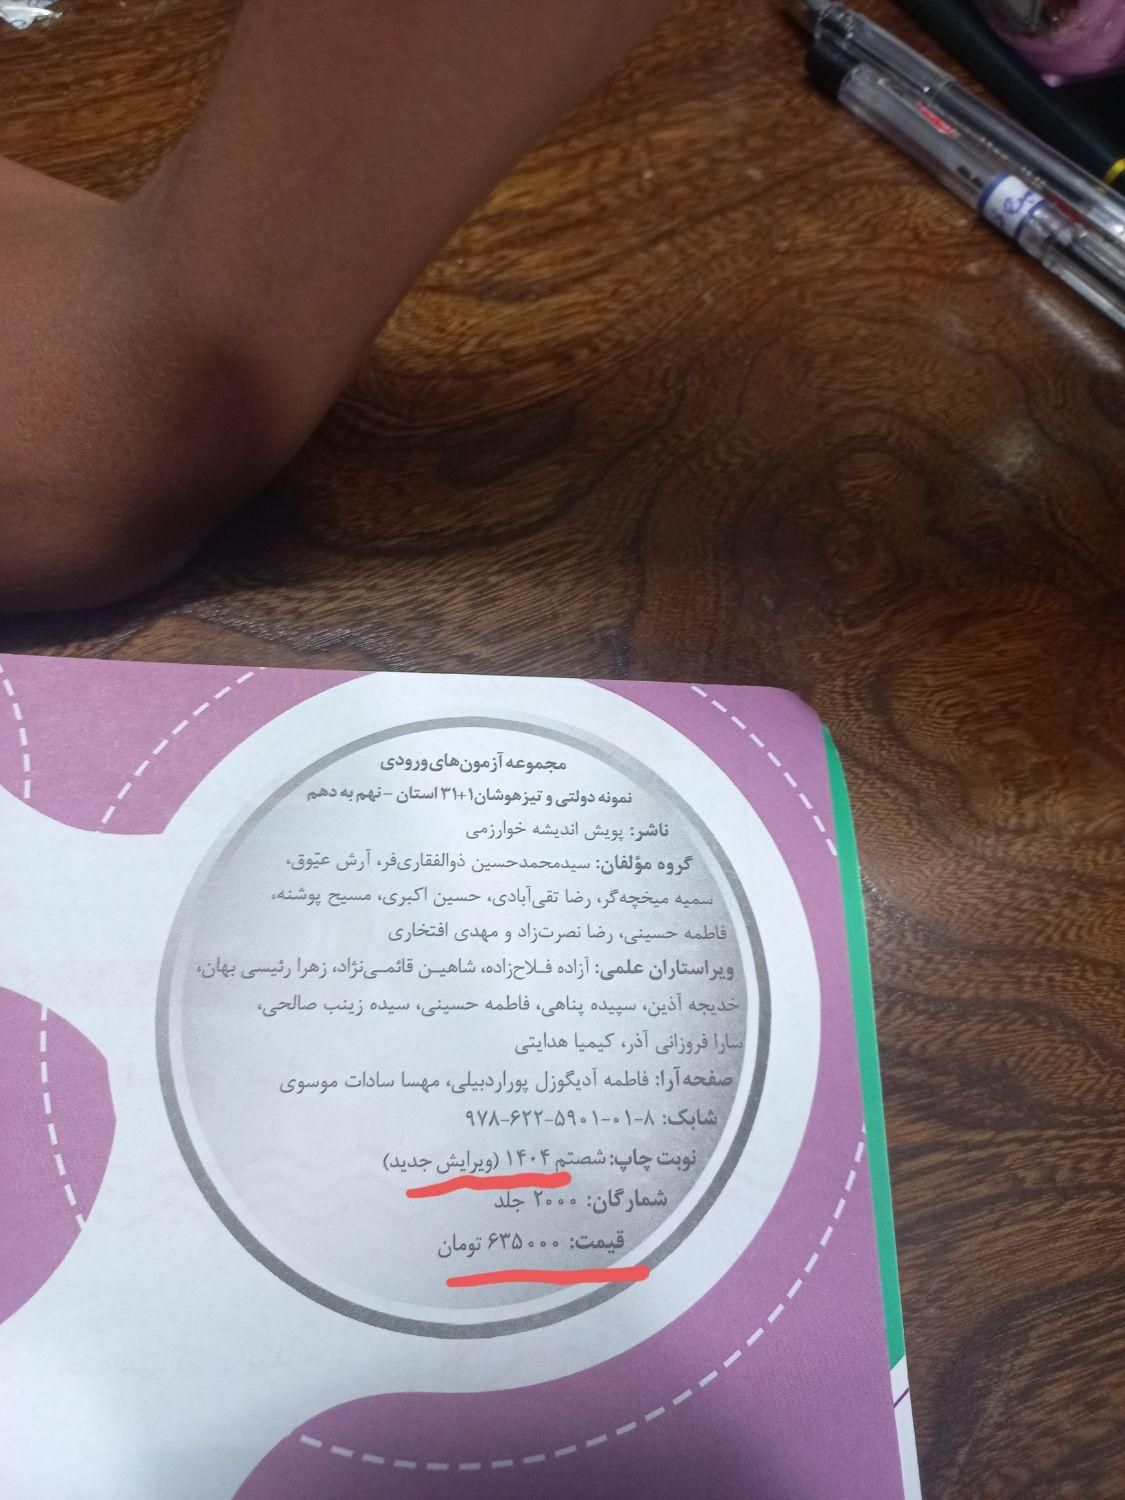 مجموعه آزمون‌های ورودی
نمونه دولتی و تیزهوشان ۱+۳۱ استان - نهم به دهم
ناشر: پویش اندیشه خوارزمی
گروه مؤلفان: سیدمحمدحسین ذوالفقاری‌فر، آرش عیّوق،
سمیه میخچه‌گر، رضا تقی‌آبادی، حسین اکبری، مسیح پوشنه،
فاطمه حسینی، رضا نصرت‌زاد و مهدی افتخاری
ویراستاران علمی: آزاده فـلاح‌زاده، شاهیـن قائمـی‌نژاد، زهرا رئیسی بهان،
خدیجه آذین، سپیده پناهی، فاطمه حسینی، سیده زینب صالحی،
سارا فروزانی آذر، کیمیا هدایتی
صفحه‌آرا: فاطمه آدیگوزل پوراردبیلی، مهسا سادات موسوی
شابک: ۸-۰۱-۵۹۰۱-۶۲۲-۹۷۸
نوبت چاپ: شصتم ۱۴۰۴ (ویرایش جدید)
شمارگان: ۲۰۰۰ جلد
قیمت: ۶۳۵۰۰۰ تومان